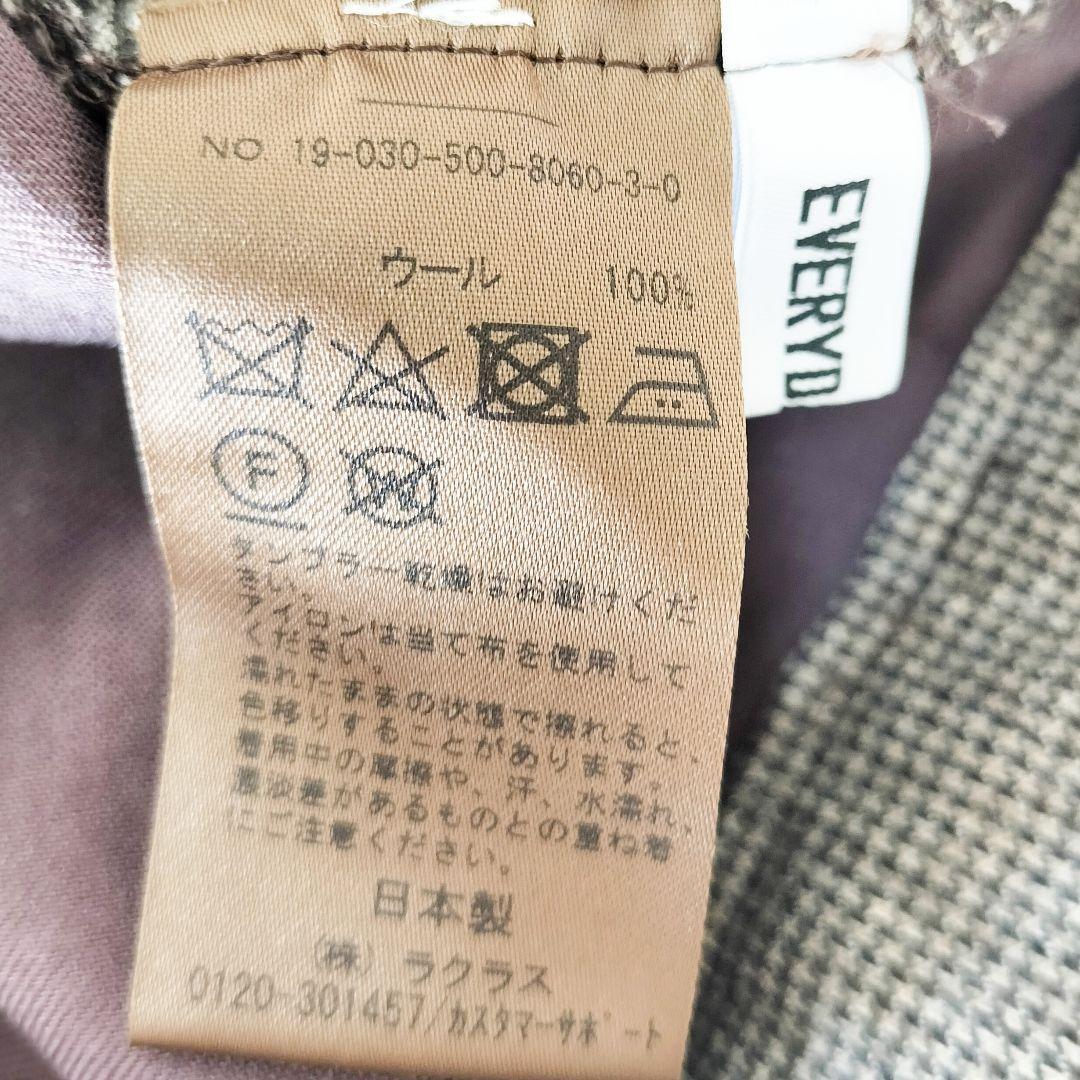 NO 19-030-500-8060-3-0
ウール 100%
F
W
タンブラー乾燥はお避けくだ
さい。
アイロンは当て布を使用して
ください。
濡れたままの状態で擦れると、
色移りすることがあります。
着用中の摩擦や、汗、水濡れ、
濃淡差があるものとの重ね着
にご注意ください。
日本製
(株) ラクラス
0120-301457/カスタマーサポート
EVERYD